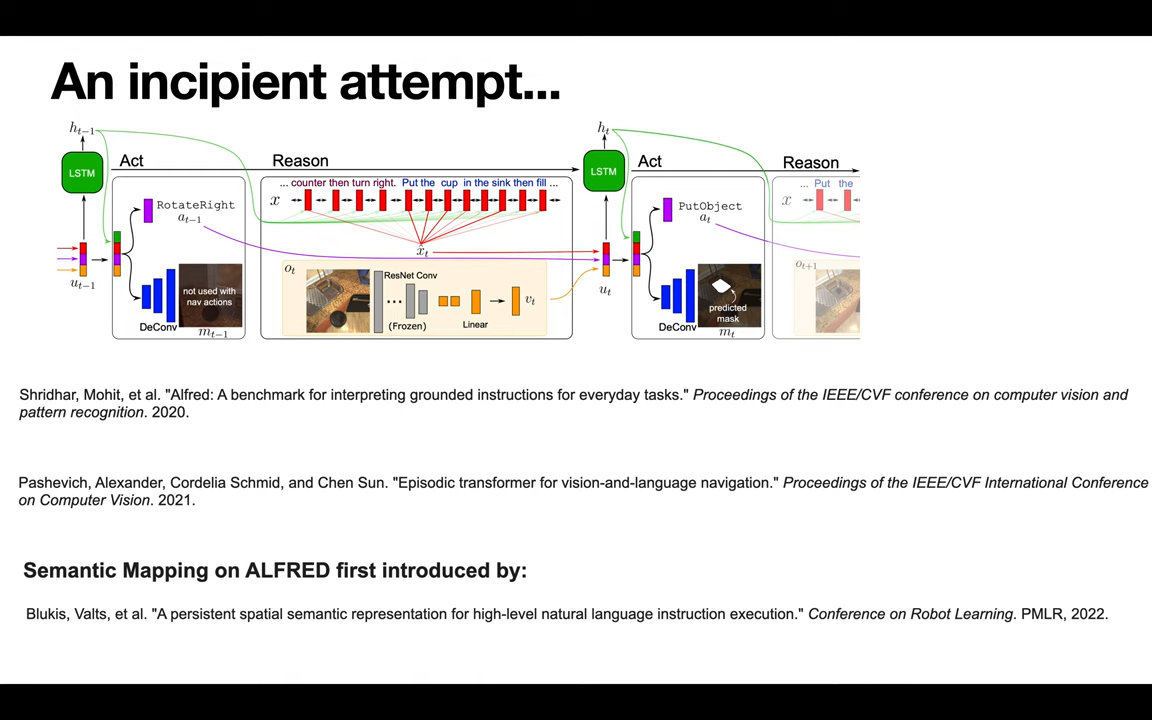 An incipient attempt...
h_{t−1}
LSTM
Act
Reason
h_t
LSTM
Act
Reason
RotateRight
a_{t−1}
... counter then turn right. Put the cup in the sink then fill ...
x
x̂_t
PutObject
a_t
... Put the
x
u_{t−1}
DeConv
not used with
nav actions
m_{t−1}
o_t
ResNet Conv
...
(Frozen)
Linear
v_t
u_t
DeConv
predicted
mask
m_t
o_{t+1}
Shridhar, Mohit, et al. "Alfred: A benchmark for interpreting grounded instructions for everyday tasks." Proceedings of the IEEE/CVF conference on computer vision and
pattern recognition. 2020.
Pashevich, Alexander, Cordelia Schmid, and Chen Sun. "Episodic transformer for vision-and-language navigation." Proceedings of the IEEE/CVF International Conference
on Computer Vision. 2021.
Semantic Mapping on ALFRED first introduced by:
Blukis, Valts, et al. "A persistent spatial semantic representation for high-level natural language instruction execution." Conference on Robot Learning. PMLR, 2022.